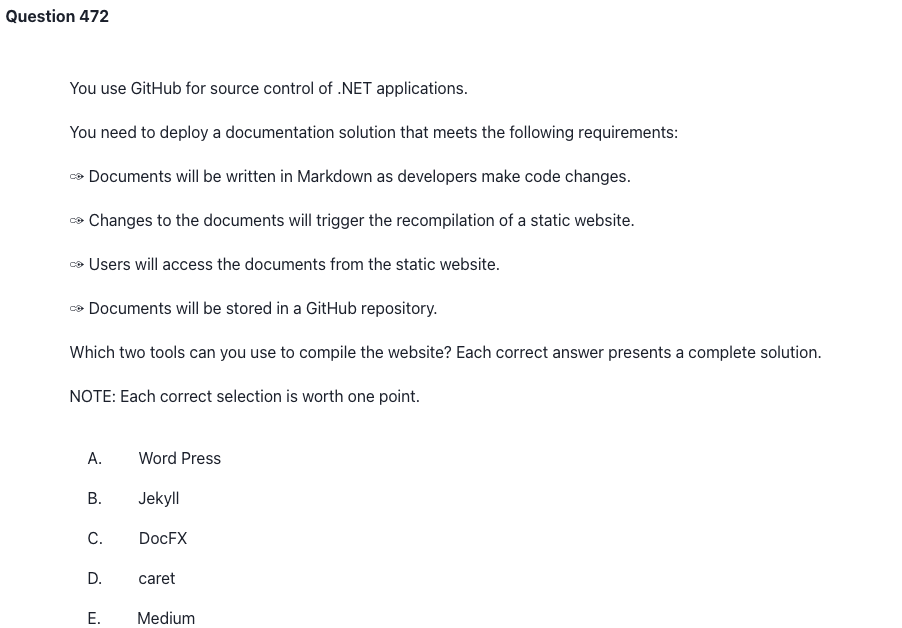 Question 472
You use GitHub for source control of .NET applications.
You need to deploy a documentation solution that meets the following requirements:
✑ Documents will be written in Markdown as developers make code changes.
✑ Changes to the documents will trigger the recompilation of a static website.
✑ Users will access the documents from the static website.
✑ Documents will be stored in a GitHub repository.
Which two tools can you use to compile the website? Each correct answer presents a complete solution.
NOTE: Each correct selection is worth one point.
A. Word Press
B. Jekyll
C. DocFX
D. caret
E. Medium